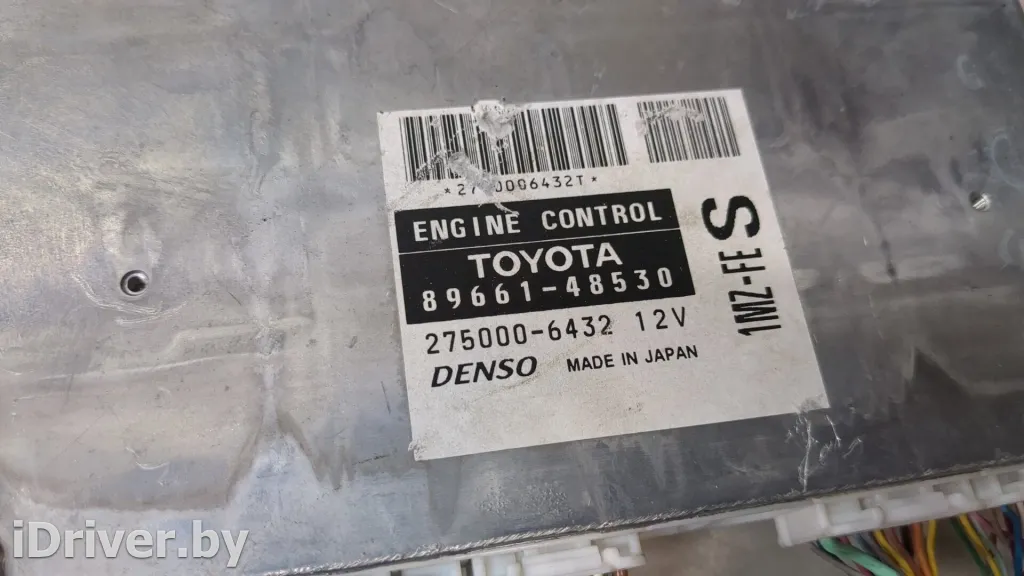 ENGINE CONTROL
TOYOTA
89661-48530
275000-6432 12V
DENSO MADE IN JAPAN
1MZ-FE S
iDriver.by